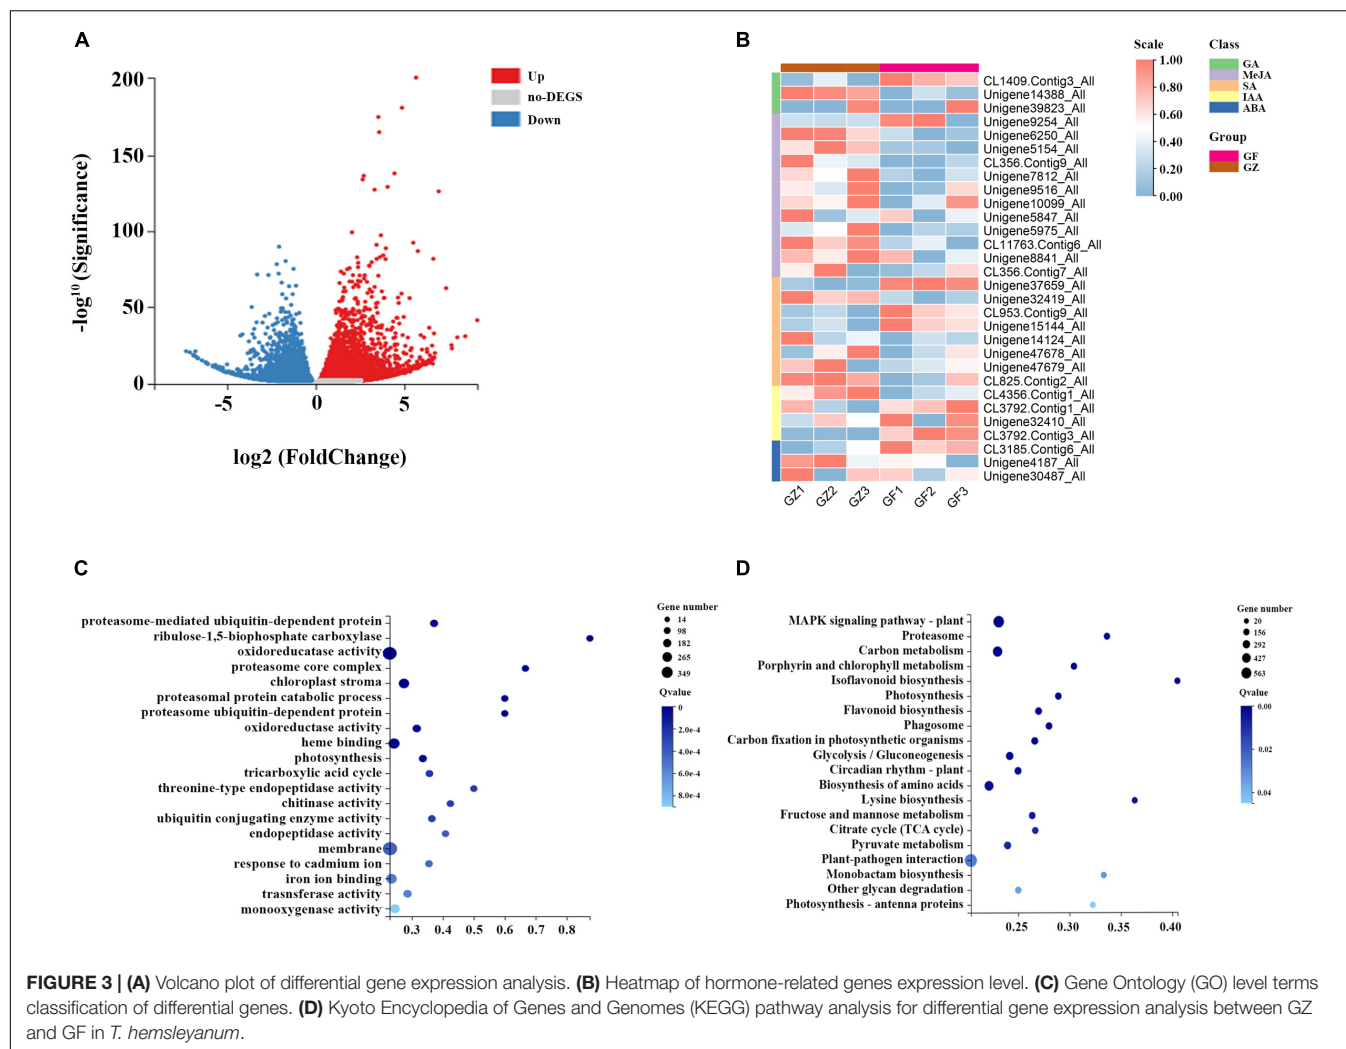 A
200
150
100
50
0
-5
0
5
-log10 (Significance)
log2 (FoldChange)
Up
no-DEGS
Down
B
CL1409.Contig3_All
Unigene14388_All
Unigene39823_All
Unigene9254_All
Unigene6250_All
Unigene5154_All
CL356.Contig9_All
Unigene7812_All
Unigene9516_All
Unigene10099_All
Unigene5847_All
Unigene5975_All
CL11763.Contig6_All
Unigene8841_All
CL356.Contig7_All
Unigene37659_All
Unigene32419_All
CL953.Contig9_All
Unigene15144_All
Unigene14124_All
Unigene47678_All
Unigene47679_All
CL825.Contig2_All
CL4356.Contig1_All
CL3792.Contig1_All
Unigene32410_All
CL3792.Contig3_All
CL3185.Contig6_All
Unigene4187_All
Unigene30487_All
GZ1 GZ2 GZ3 GF1 GF2 GF3
Scale
1.00
0.80
0.60
0.40
0.20
0.00
Class
GA
MeJA
SA
IAA
ABA
Group
GF
GZ
C
proteasome-mediated ubiquitin-dependent protein
ribulose-1,5-biophosphate carboxylase
oxidoreducatase activity
proteasome core complex
chloroplast stroma
proteasomal protein catabolic process
proteasome ubiquitin-dependent protein
oxidoreductase activity
heme binding
photosynthesis
tricarboxylic acid cycle
threonine-type endopeptidase activity
chitinase activity
ubiquitin conjugating enzyme activity
endopeptidase activity
membrane
response to cadmium ion
iron ion binding
trasnsferase activity
monooxygenase activity
0.3 0.4 0.5 0.6 0.7 0.8
Gene number
14
98
182
265
349
Qvalue
0
2.0e-4
4.0e-4
6.0e-4
8.0e-4
D
MAPK signaling pathway - plant
Proteasome
Carbon metabolism
Porphyrin and chlorophyll metabolism
Isoflavonoid biosynthesis
Photosynthesis
Flavonoid biosynthesis
Phagosome
Carbon fixation in photosynthetic organisms
Glycolysis / Gluconeogenesis
Circadian rhythm - plant
Biosynthesis of amino acids
Lysine biosynthesis
Fructose and mannose metabolism
Citrate cycle (TCA cycle)
Pyruvate metabolism
Plant-pathogen interaction
Monobactam biosynthesis
Other glycan degradation
Photosynthesis - antenna proteins
0.25 0.30 0.35 0.40
Gene number
20
156
292
427
563
Qvalue
0.00
0.02
0.04
FIGURE 3 | (A) Volcano plot of differential gene expression analysis. (B) Heatmap of hormone-related genes expression level. (C) Gene Ontology (GO) level terms
classification of differential genes. (D) Kyoto Encyclopedia of Genes and Genomes (KEGG) pathway analysis for differential gene expression analysis between GZ
and GF in T. hemsleyanum.